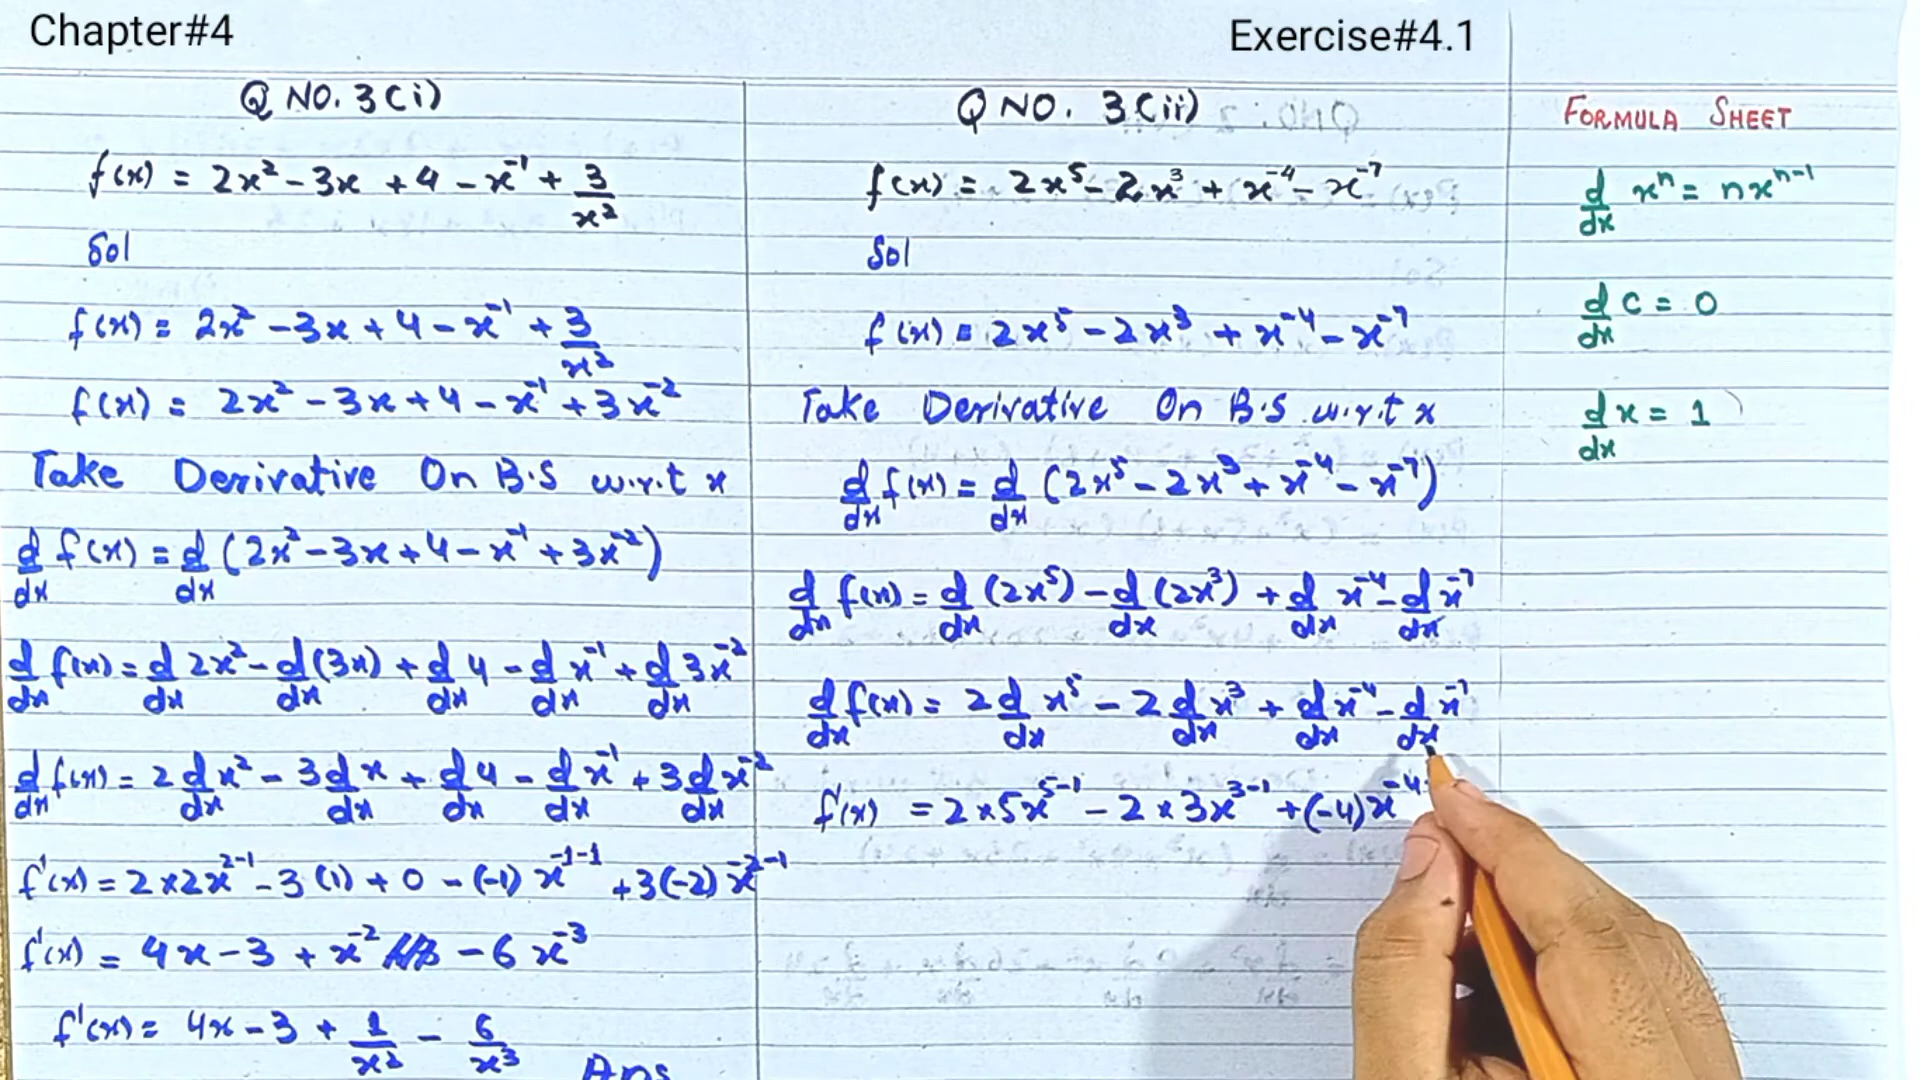 Chapter#4
Exercise#4.1
Q NO. 3(i)
f(x) = 2x² - 3x + 4 - x⁻¹ + 3/x²
Sol
f(x) = 2x² - 3x + 4 - x⁻¹ + 3/x²
f(x) = 2x² - 3x + 4 - x⁻¹ + 3x⁻²
Take Derivative On B.S w.r.t x
d/dx f(x) = d/dx (2x² - 3x + 4 - x⁻¹ + 3x⁻²)
d/dx f(x) = d/dx 2x² - d/dx (3x) + d/dx 4 - d/dx x⁻¹ + d/dx 3x⁻²
d/dx f(x) = 2 d/dx x² - 3 d/dx x + d/dx 4 - d/dx x⁻¹ + 3 d/dx x⁻²
f'(x) = 2×2x²⁻¹ - 3(1) + 0 - (-1) x⁻¹⁻¹ + 3(-2) x⁻²⁻¹
f'(x) = 4x - 3 + x⁻² - 6x⁻³
f'(x) = 4x - 3 + 1/x² - 6/x³
Ans
Q NO. 3(ii)
f(x) = 2x⁵ - 2x³ + x⁻⁴ - x⁻⁷
Sol
f(x) = 2x⁵ - 2x³ + x⁻⁴ - x⁻⁷
Take Derivative On B.S w.r.t x
d/dx f(x) = d/dx (2x⁵ - 2x³ + x⁻⁴ - x⁻⁷)
d/dx f(x) = d/dx (2x⁵) - d/dx (2x³) + d/dx x⁻⁴ - d/dx x⁻⁷
d/dx f(x) = 2 d/dx x⁵ - 2 d/dx x³ + d/dx x⁻⁴ - d/dx x⁻⁷
f'(x) = 2×5x⁵⁻¹ - 2×3x³⁻¹ + (-4)x⁻⁴
FORMULA SHEET
d/dx xⁿ = nxⁿ⁻¹
d/dx c = 0
d/dx x = 1